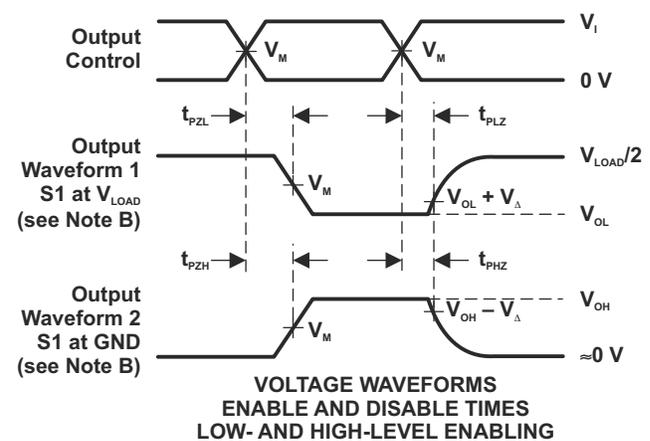 Output
Control
V_M
V_M
V_I
0 V
t_PZL
t_PLZ
Output
Waveform 1
S1 at V_LOAD
(see Note B)
V_M
V_OL + V_Δ
V_LOAD/2
V_OL
t_PZH
t_PHZ
Output
Waveform 2
S1 at GND
(see Note B)
V_M
V_OH − V_Δ
V_OH
≈0 V
VOLTAGE WAVEFORMS
ENABLE AND DISABLE TIMES
LOW- AND HIGH-LEVEL ENABLING